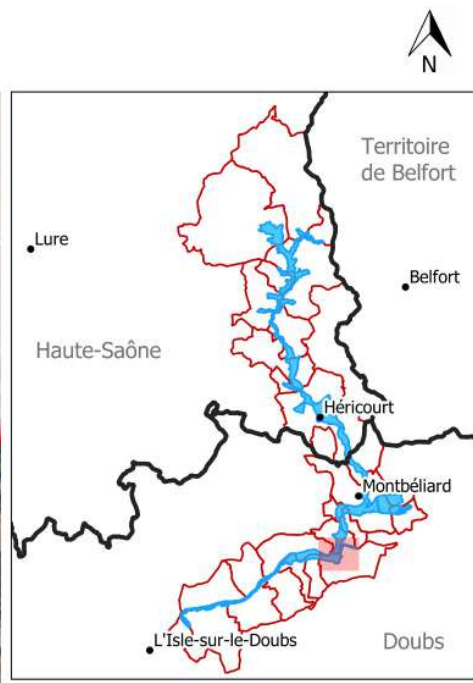 N
Territoire
de Belfort
Lure
Belfort
Haute-Saône
Héricourt
Montbéliard
L'Isle-sur-le-Doubs
Doubs